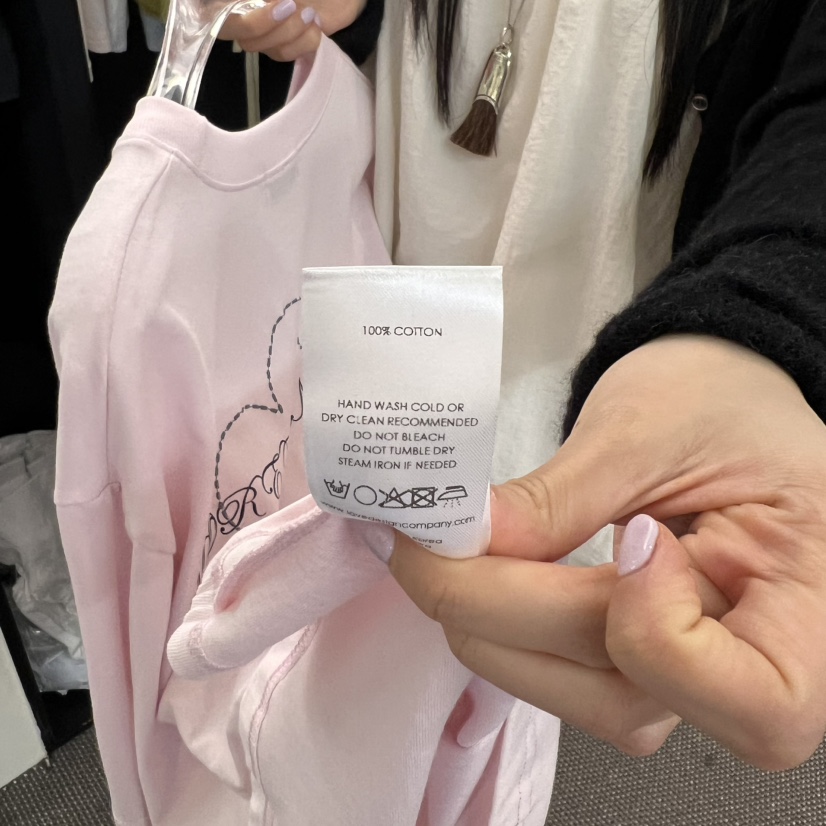 100% COTTON
HAND WASH COLD OR
DRY CLEAN RECOMMENDED
DO NOT BLEACH
DO NOT TUMBLE DRY
STEAM IRON IF NEEDED